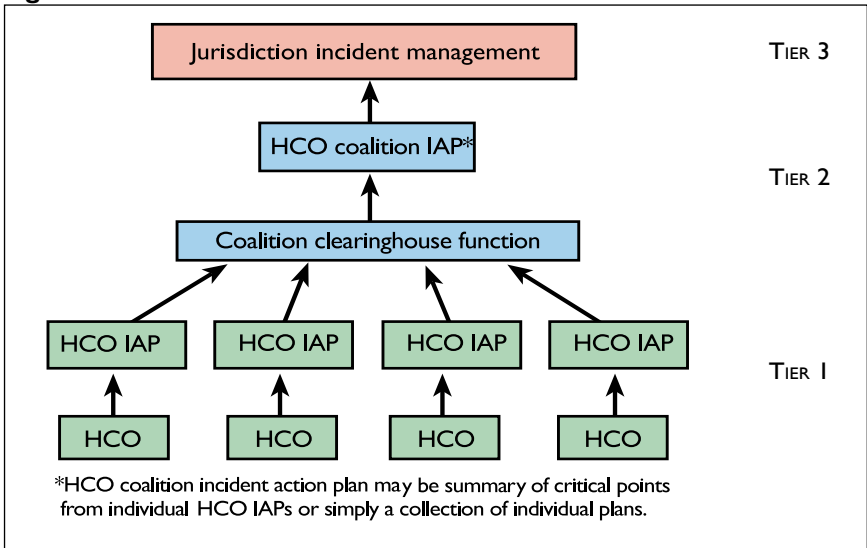 Jurisdiction incident management
TIER 3
HCO coalition IAP*
TIER 2
Coalition clearinghouse function
HCO IAP HCO IAP HCO IAP HCO IAP
TIER 1
HCO HCO HCO HCO
*HCO coalition incident action plan may be summary of critical points
from individual HCO IAPs or simply a collection of individual plans.